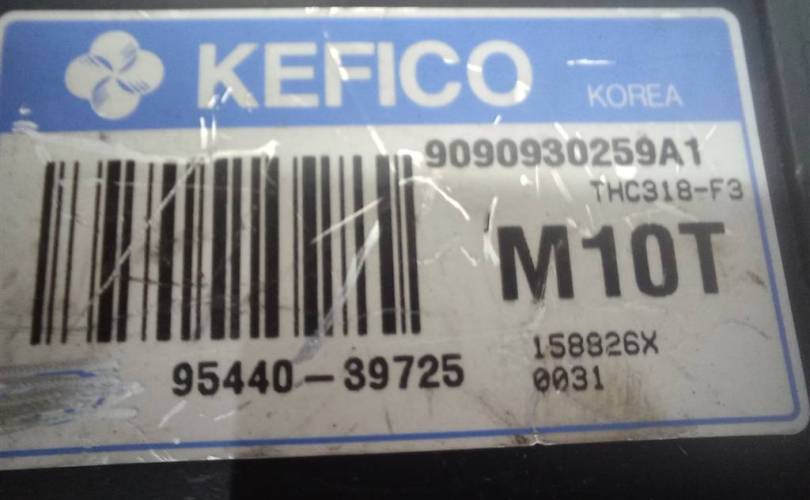 KEFICO
KOREA
9090930259A1
THC318-F3
M10T
95440-39725
158826X
0031